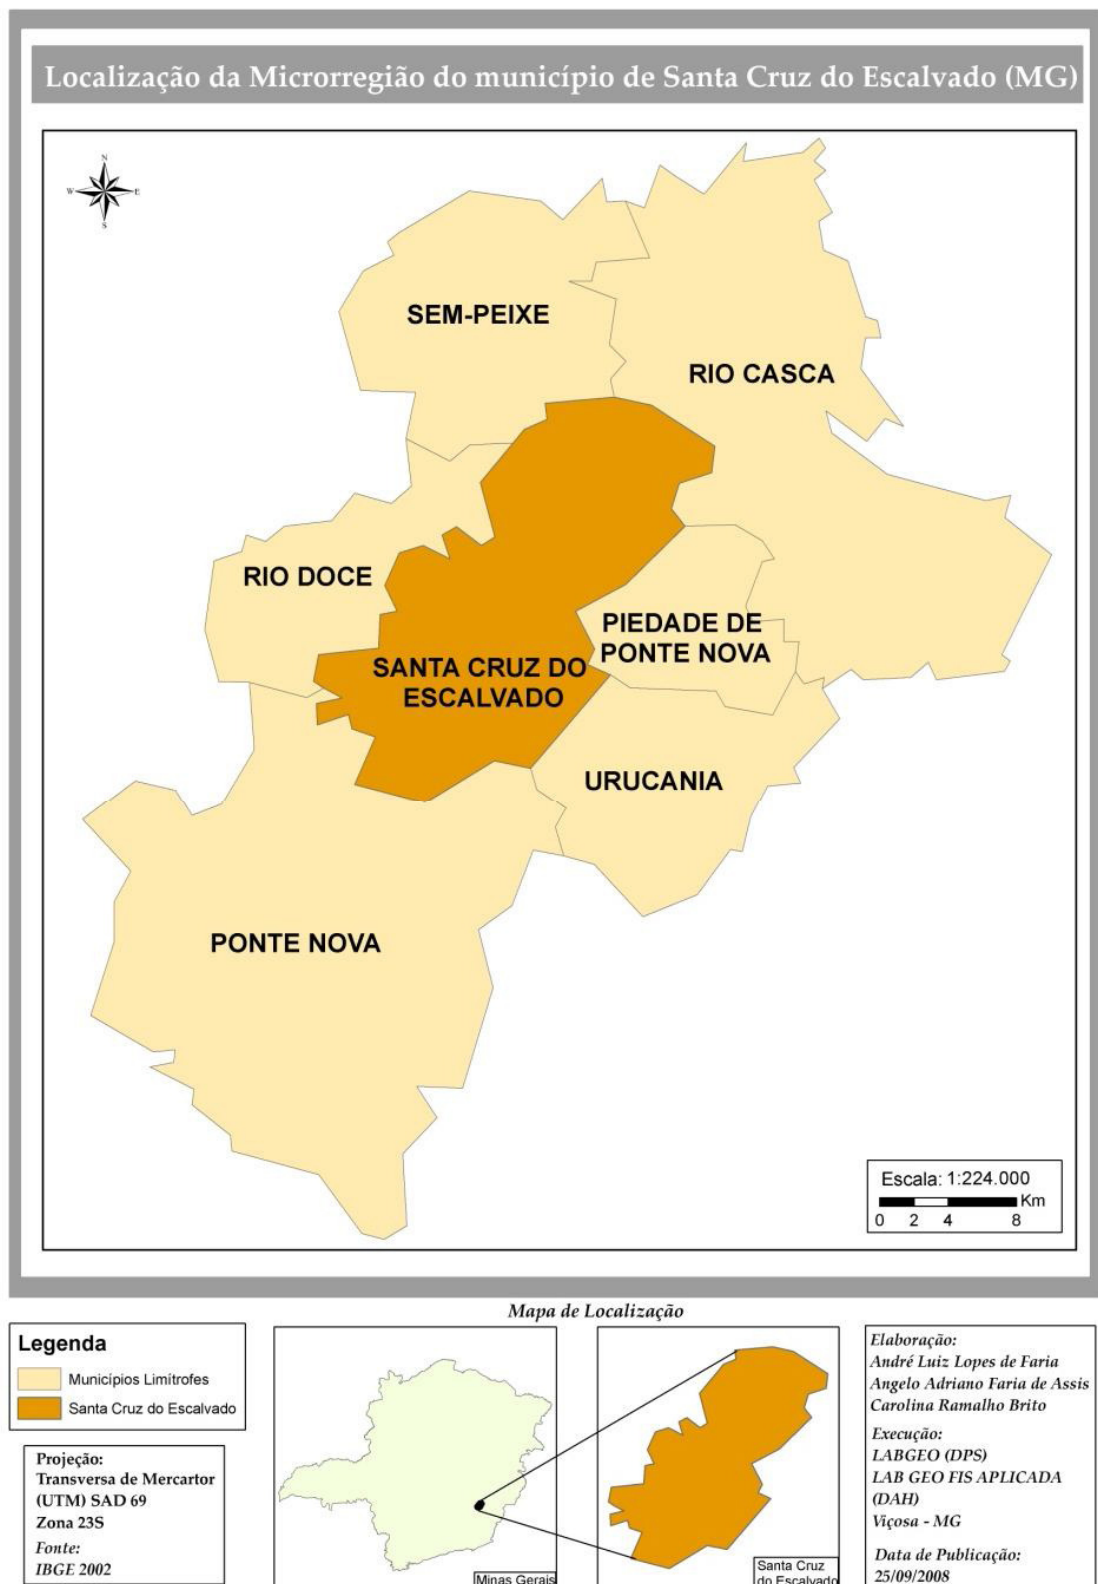 Localização da Microrregião do município de Santa Cruz do Escalvado (MG)
N
W
E
S
SEM-PEIXE
RIO CASCA
RIO DOCE
PIEDADE DE
PONTE NOVA
SANTA CRUZ DO
ESCALVADO
URUCANIA
PONTE NOVA
Escala: 1:224.000
Km
0 2 4 8
Mapa de Localização
Legenda
Municípios Limítrofes
Santa Cruz do Escalvado
Projeção:
Transversa de Mercartor
(UTM) SAD 69
Zona 23S
Fonte:
IBGE 2002
Minas Gerais
Santa Cruz
do Escalvado
Elaboração:
André Luiz Lopes de Faria
Angelo Adriano Faria de Assis
Carolina Ramalho Brito
Execução:
LABGEO (DPS)
LAB GEO FIS APLICADA
(DAH)
Viçosa - MG
Data de Publicação:
25/09/2008